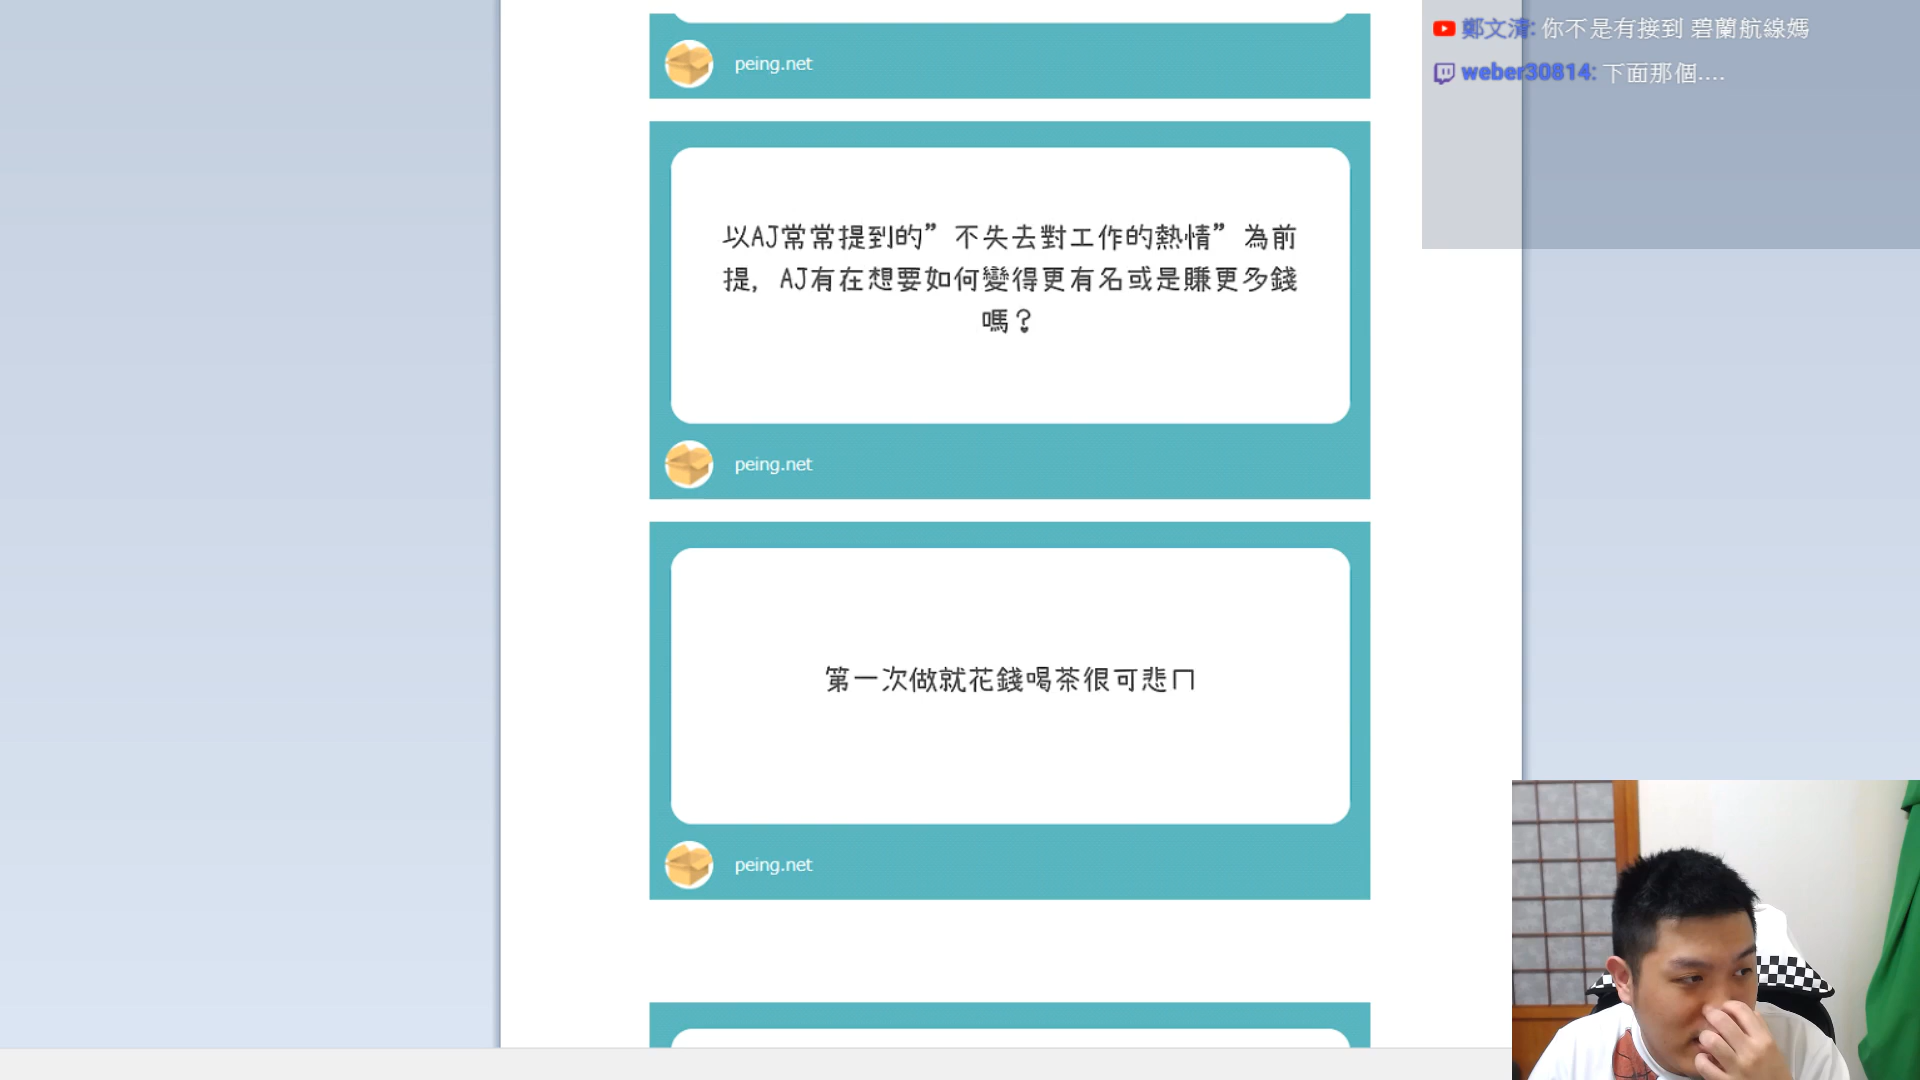 peing.net
鄭文清: 你不是有接到 碧蘭航線媽
weber30814: 下面那個....
以AJ常常提到的”不失去對工作的熱情”為前
提，AJ有在想要如何變得更有名或是賺更多錢
嗎？
peing.net
第一次做就花錢喝茶很可悲ㄇ
peing.net